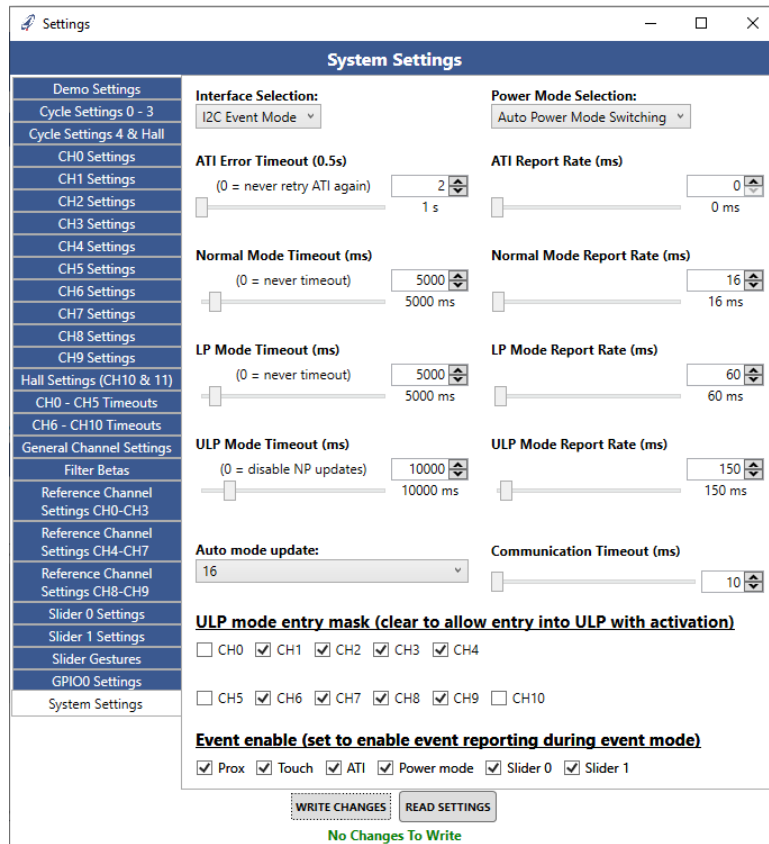 Settings
System Settings
Demo Settings
Cycle Settings 0 - 3
Cycle Settings 4 & Hall
CH0 Settings
CH1 Settings
CH2 Settings
CH3 Settings
CH4 Settings
CH5 Settings
CH6 Settings
CH7 Settings
CH8 Settings
CH9 Settings
Hall Settings (CH10 & 11)
CH0 - CH5 Timeouts
CH6 - CH10 Timeouts
General Channel Settings
Filter Betas
Reference Channel
Settings CH0-CH3
Reference Channel
Settings CH4-CH7
Reference Channel
Settings CH8-CH9
Slider 0 Settings
Slider 1 Settings
Slider Gestures
GPIO0 Settings
System Settings
Interface Selection: Power Mode Selection:
I2C Event Mode Auto Power Mode Switching
ATI Error Timeout (0.5s) ATI Report Rate (ms)
(0 = never retry ATI again) 2 0
1 s 0 ms
Normal Mode Timeout (ms) Normal Mode Report Rate (ms)
(0 = never timeout) 5000 16
5000 ms 16 ms
LP Mode Timeout (ms) LP Mode Report Rate (ms)
(0 = never timeout) 5000 60
5000 ms 60 ms
ULP Mode Timeout (ms) ULP Mode Report Rate (ms)
(0 = disable NP updates) 10000 150
10000 ms 150 ms
Auto mode update: Communication Timeout (ms)
16 10
ULP mode entry mask (clear to allow entry into ULP with activation)
CH0 CH1 CH2 CH3 CH4
CH5 CH6 CH7 CH8 CH9 CH10
Event enable (set to enable event reporting during event mode)
Prox Touch ATI Power mode Slider 0 Slider 1
WRITE CHANGES READ SETTINGS
No Changes To Write